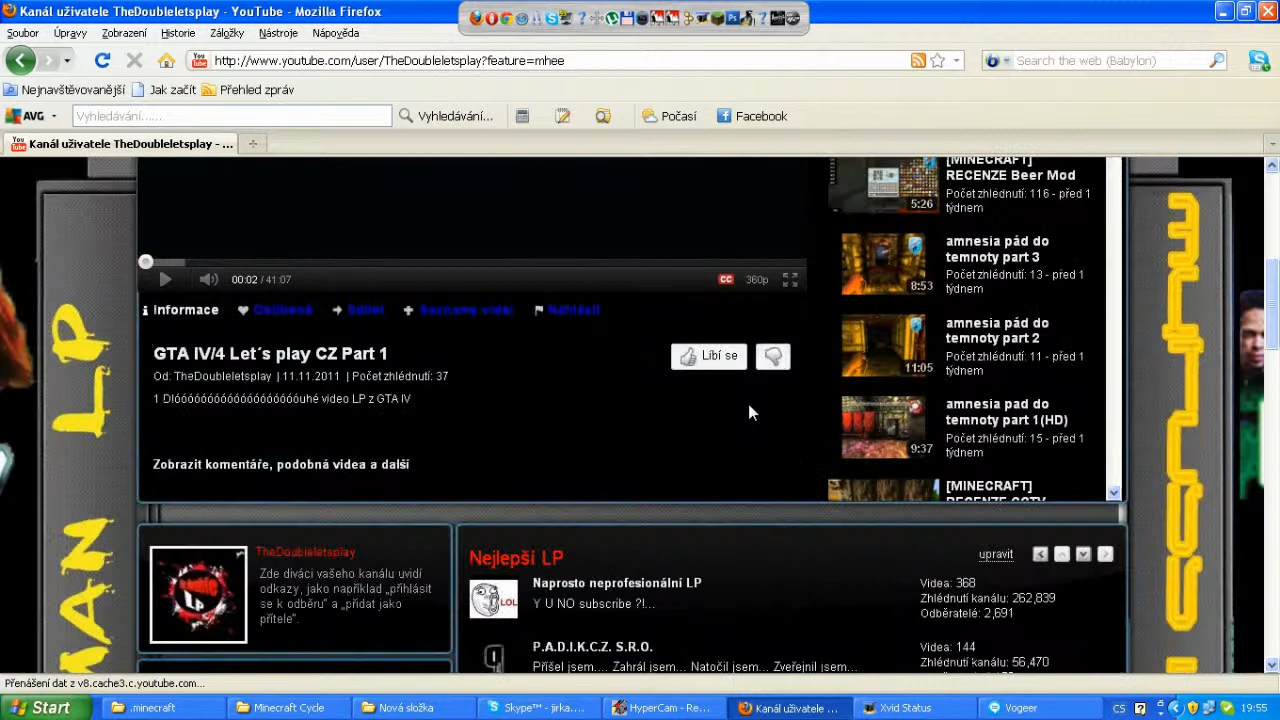 Kanál uživatele TheDoubleletsplay - YouTube - Mozilla Firefox
Soubor Úpravy Zobrazení Historie Záložky Nástroje Nápověda
http://www.youtube.com/user/TheDoubleletsplay?feature=mhee
Search the web (Babylon)
Nejnavštěvovanější Jak začít Přehled zpráv
AVG Vyhledávání...... Vyhledávání... Počasí Facebook
Kanál uživatele TheDoubleletsplay - ...
[MINECRAFT]
RECENZE Beer Mod
Počet zhlédnutí: 116 - před 1
týdnem
5:26
amnesia pád do
temnoty part 3
Počet zhlédnutí: 13 - před 1
týdnem
8:53
amnesia pád do
temnoty part 2
Počet zhlédnutí: 14 - před 1
týdnem
11:05
amnesia pad do
temnoty part 1(HD)
Počet zhlédnutí: 15 - před 1
týdnem
9:37
[MINECRAFT]
00:02 / 41:07 CC 360p
Informace Oblíbené Sdílet Seznamy videí Nahlásit
GTA IV/4 Let´s play CZ Part 1
Líbí se
Od: TheDoubleletsplay | 11.11.2011 | Počet zhlédnutí: 37
Zobrazit komentáře, podobná videa a další
TheDoubleletsplay
Zde diváci vašeho kanálu uvidí
odkazy, jako například „přihlásit
se k odběru“ a „přidat jako
přítele“.
LP
Nejlepší LP
upravit
LOL
Naprosto neprofesionální LP
Y U NO subscribe ?!...
Videa: 368
Zhlédnutí kanálu: 262,839
Odběratelé: 2,691
P.A.D.I.K.C.Z. S.R.O.
Přišel jsem.... Zahrál jsem... Natočil jsem... Zveřejnil jsem...
Videa: 144
Zhlédnutí kanálu: 56,470
LP
Přenášení dat z v8.cache3.c.youtube.com...
Start .minecraft Minecraft Cycle Nová složka Skype™ - jirka... HyperCam - Re... Kanál uživatele ... Xvid Status Vogeer CS 19:55